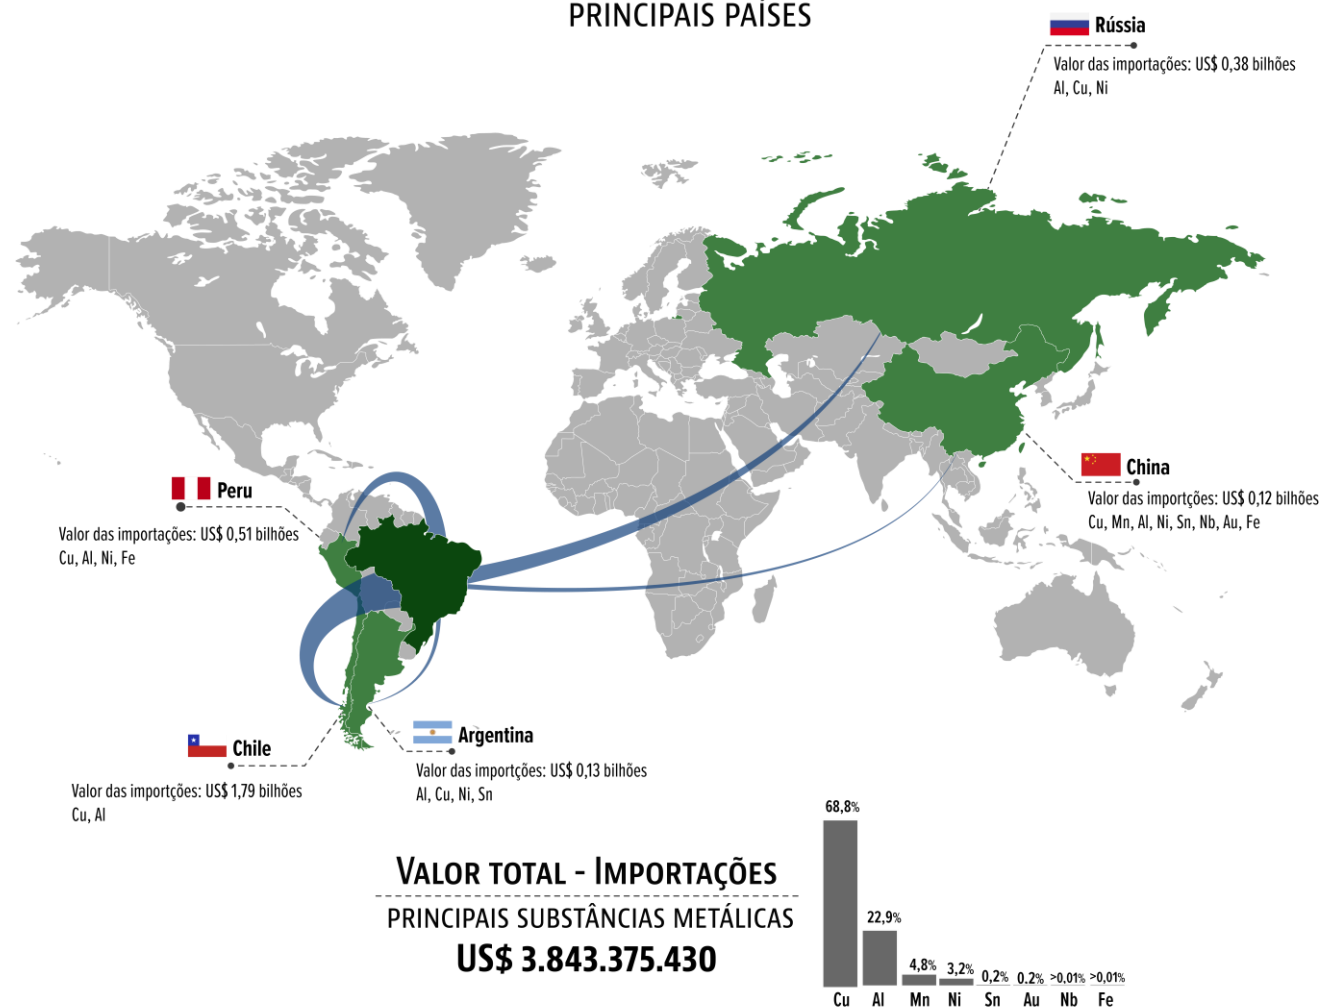 PRINCIPAIS PAÍSES
Rússia
Valor das importações: US$ 0,38 bilhões
Al, Cu, Ni
China
Valor das importções: US$ 0,12 bilhões
Cu, Mn, Al, Ni, Sn, Nb, Au, Fe
Peru
Valor das importações: US$ 0,51 bilhões
Cu, Al, Ni, Fe
Chile
Valor das importções: US$ 1,79 bilhões
Cu, Al
Argentina
Valor das importções: US$ 0,13 bilhões
Al, Cu, Ni, Sn
VALOR TOTAL - IMPORTAÇÕES
PRINCIPAIS SUBSTÂNCIAS METÁLICAS
US$ 3.843.375.430
68,8%
22,9%
4,8%
3,2%
0,2%
0.2%
>0,01%
>0,01%
Cu Al Mn Ni Sn Au Nb Fe